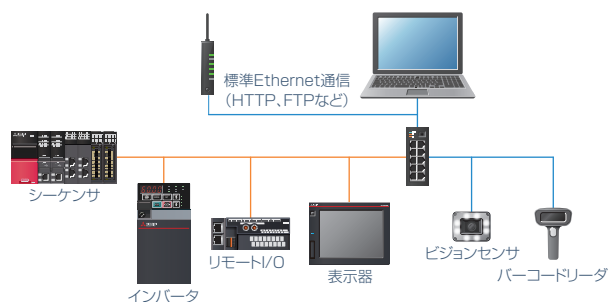 標準Ethernet通信
(HTTP、FTPなど)
シーケンサ
インバータ
リモートI/O
表示器
ビジョンセンサ
バーコードリーダ